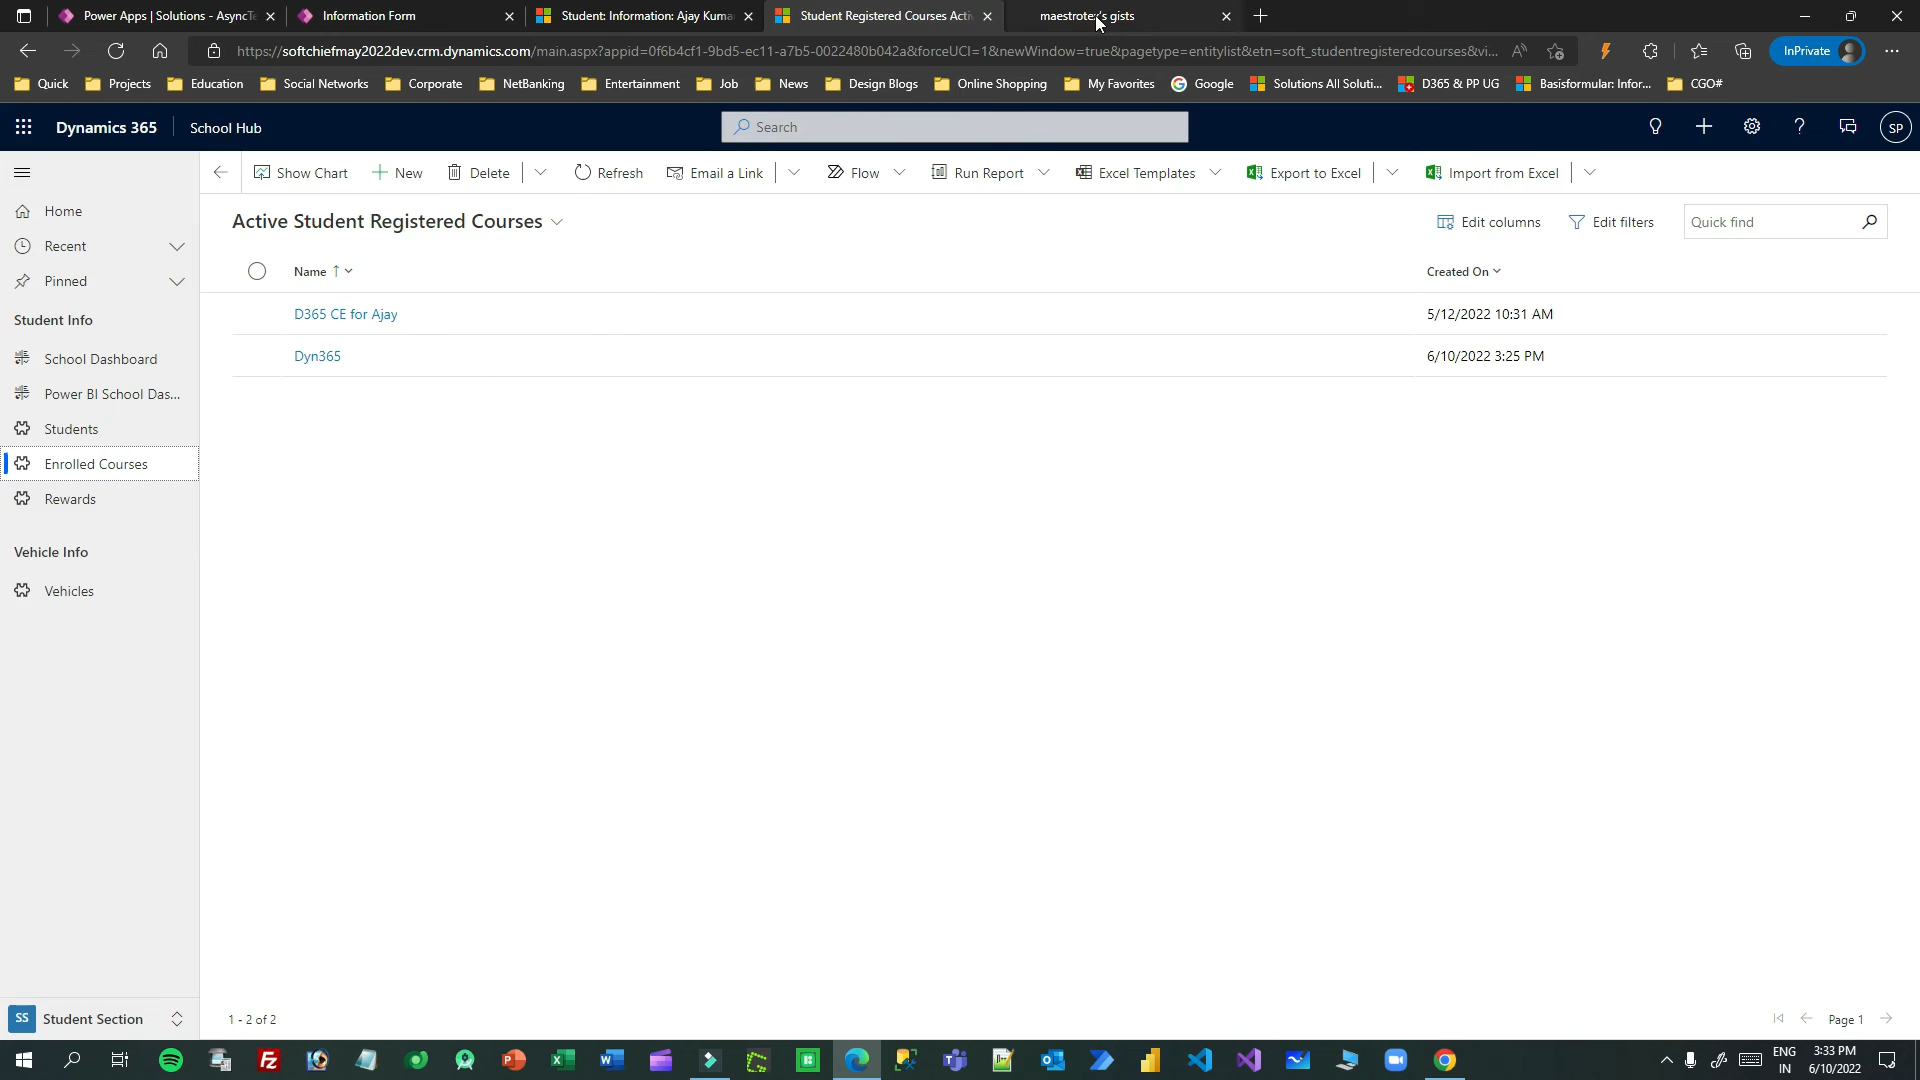 Power Apps | Solutions - AsyncTe
Information Form
Student: Information: Ajay Kuma
Student Registered Courses Acti
maestrotex's gists
https://softchiefmay2022dev.crm.dynamics.com/main.aspx?appid=0f6b4cf1-9bd5-ec11-a7b5-0022480b042a&forceUCI=1&newWindow=true&pagetype=entitylist&etn=soft_studentregisteredcourses&vi...
InPrivate
Quick
Projects
Education
Social Networks
Corporate
NetBanking
Entertainment
Job
News
Design Blogs
Online Shopping
My Favorites
Google
Solutions All Soluti...
D365 & PP UG
Basisformular: Infor...
CGO#
Dynamics 365
School Hub
Search
SP
Show Chart
New
Delete
Refresh
Email a Link
Flow
Run Report
Excel Templates
Export to Excel
Import from Excel
Home
Recent
Pinned
Student Info
School Dashboard
Power BI School Das...
Students
Enrolled Courses
Rewards
Vehicle Info
Vehicles
Active Student Registered Courses
Edit columns
Edit filters
Quick find
Name ↑
Created On
D365 CE for Ajay
5/12/2022 10:31 AM
Dyn365
6/10/2022 3:25 PM
SS
Student Section
1 - 2 of 2
Page 1
ENG
IN
3:33 PM
6/10/2022